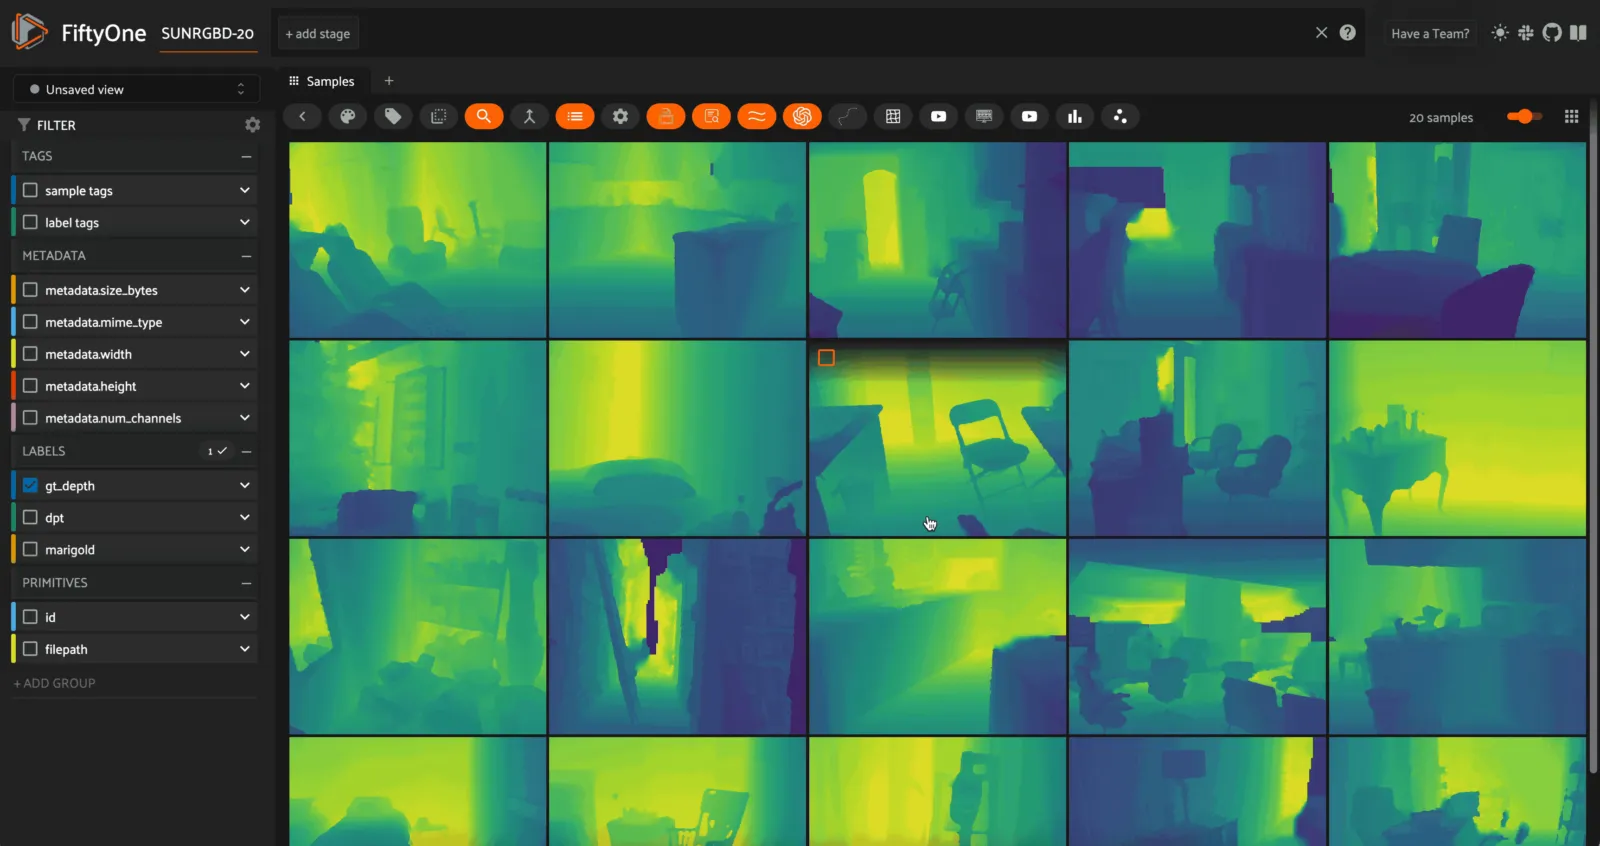 FiftyOne
SUNRGBD-20
+ add stage
Have a Team?
Unsaved view
Samples
FILTER
20 samples
TAGS
sample tags
label tags
METADATA
metadata.size_bytes
metadata.mime_type
metadata.width
metadata.height
metadata.num_channels
LABELS
1
gt_depth
dpt
marigold
PRIMITIVES
id
filepath
+ ADD GROUP